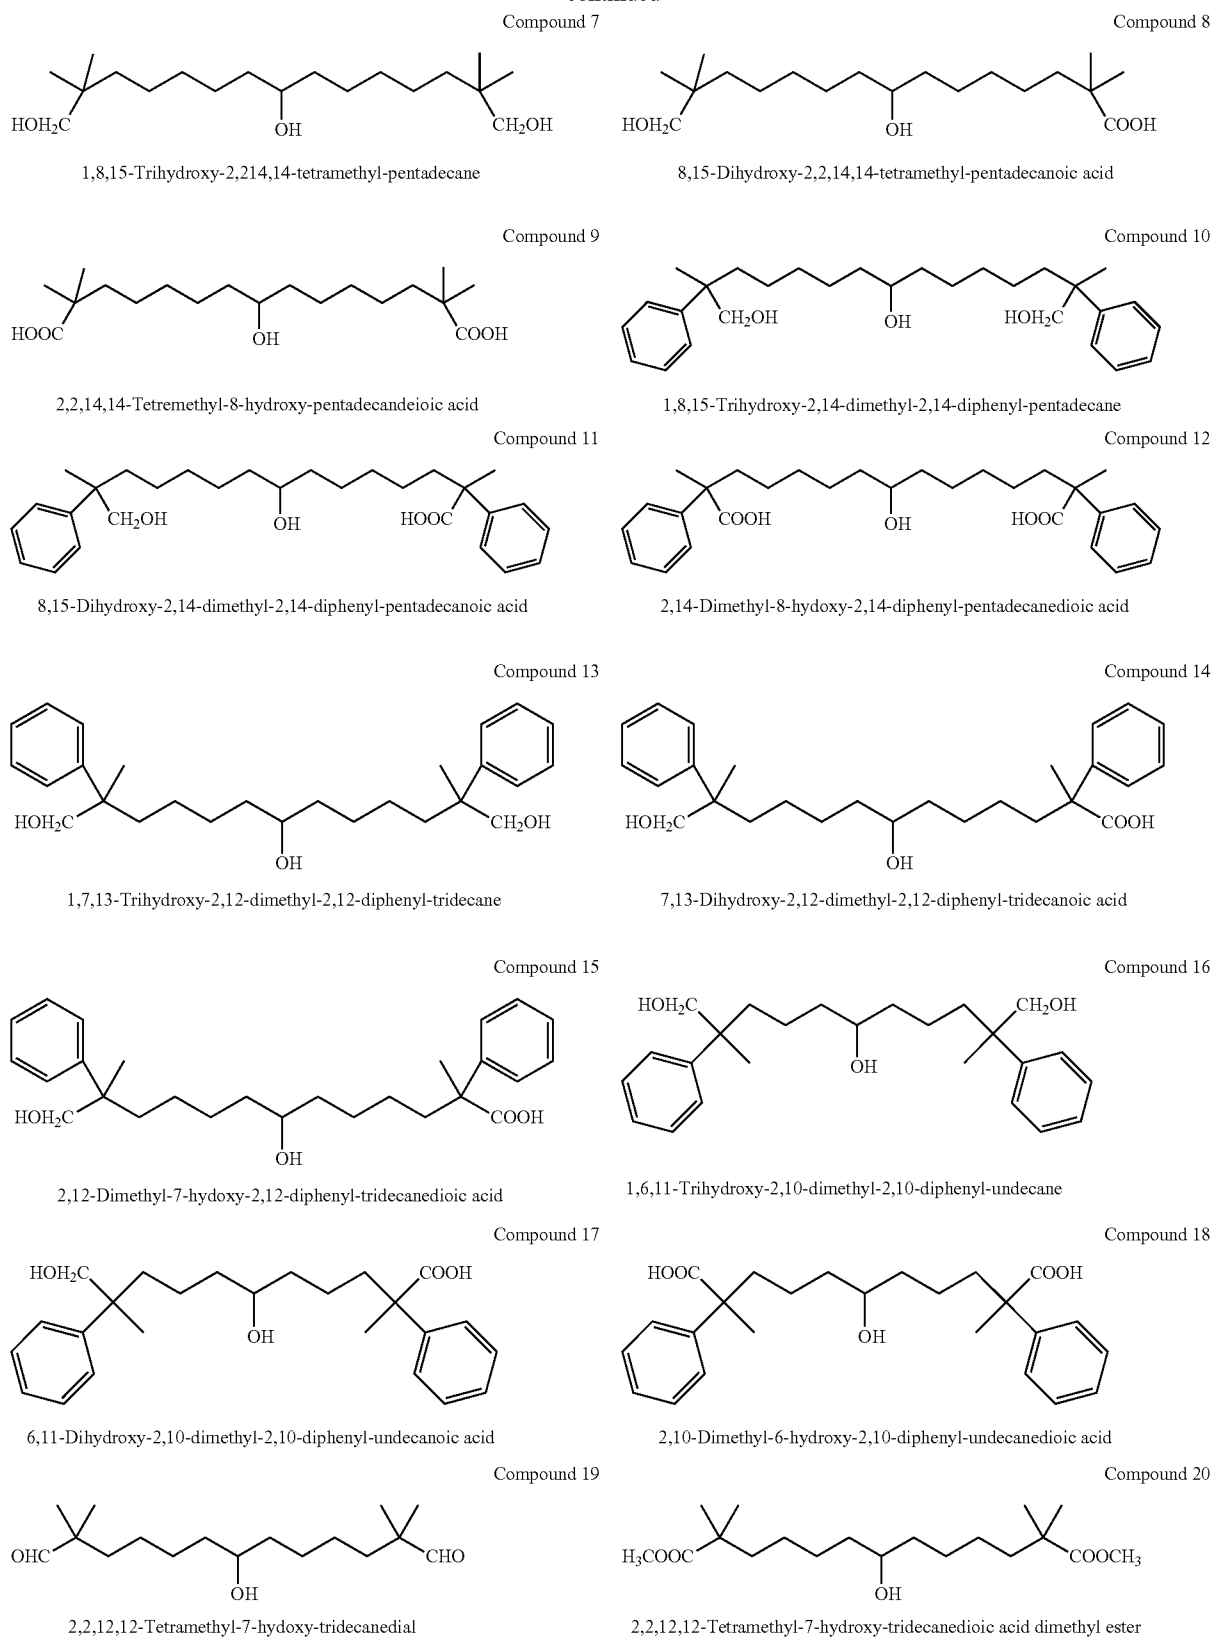 Compound 7
Compound 8
HOH2C
OH
CH2OH
HOH2C
OH
COOH
1,8,15-Trihydroxy-2,214,14-tetramethyl-pentadecane
8,15-Dihydroxy-2,2,14,14-tetramethyl-pentadecanoic acid
Compound 9
Compound 10
HOOC
OH
COOH
CH2OH
OH
HOH2C
2,2,14,14-Tetremethyl-8-hydroxy-pentadecandeioic acid
1,8,15-Trihydroxy-2,14-dimethyl-2,14-diphenyl-pentadecane
Compound 11
Compound 12
CH2OH
OH
HOOC
COOH
OH
HOOC
8,15-Dihydroxy-2,14-dimethyl-2,14-diphenyl-pentadecanoic acid
2,14-Dimethyl-8-hydoxy-2,14-diphenyl-pentadecanedioic acid
Compound 13
Compound 14
HOH2C
OH
CH2OH
HOH2C
OH
COOH
1,7,13-Trihydroxy-2,12-dimethyl-2,12-diphenyl-tridecane
7,13-Dihydroxy-2,12-dimethyl-2,12-diphenyl-tridecanoic acid
Compound 15
Compound 16
HOH2C
OH
COOH
HOH2C
OH
CH2OH
2,12-Dimethyl-7-hydoxy-2,12-diphenyl-tridecanedioic acid
1,6,11-Trihydroxy-2,10-dimethyl-2,10-diphenyl-undecane
Compound 17
Compound 18
HOH2C
OH
COOH
HOOC
OH
COOH
6,11-Dihydroxy-2,10-dimethyl-2,10-diphenyl-undecanoic acid
2,10-Dimethyl-6-hydroxy-2,10-diphenyl-undecanedioic acid
Compound 19
Compound 20
OHC
OH
CHO
H3COOC
OH
COOCH3
2,2,12,12-Tetramethyl-7-hydoxy-tridecanedial
2,2,12,12-Tetramethyl-7-hydroxy-tridecanedioic acid dimethyl ester